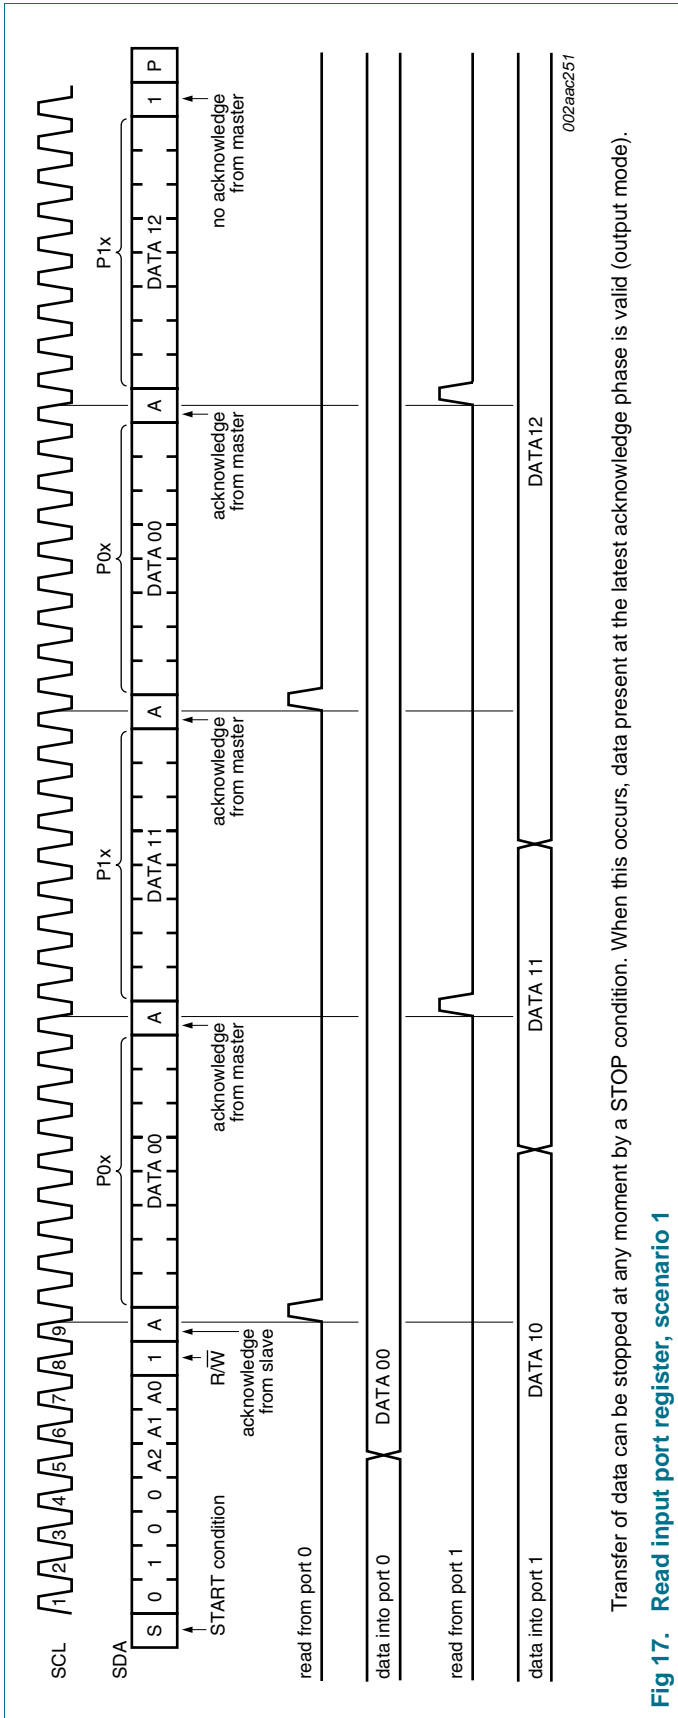 SCL
1 2 3 4 5 6 7 8 9
P0x P1x P0x P1x
SDA
S 0 1 0 0 A2 A1 A0 1 A DATA 00 A DATA 11 A DATA 00 A DATA 12 1 P
START condition
R/W
acknowledge
from slave
acknowledge
from master
acknowledge
from master
acknowledge
from master
no acknowledge
from master
read from port 0
data into port 0
DATA 00
read from port 1
data into port 1
DATA 10
DATA 11
DATA12
002aac251
Transfer of data can be stopped at any moment by a STOP condition. When this occurs, data present at the latest acknowledge phase is valid (output mode).
Fig 17. Read input port register, scenario 1